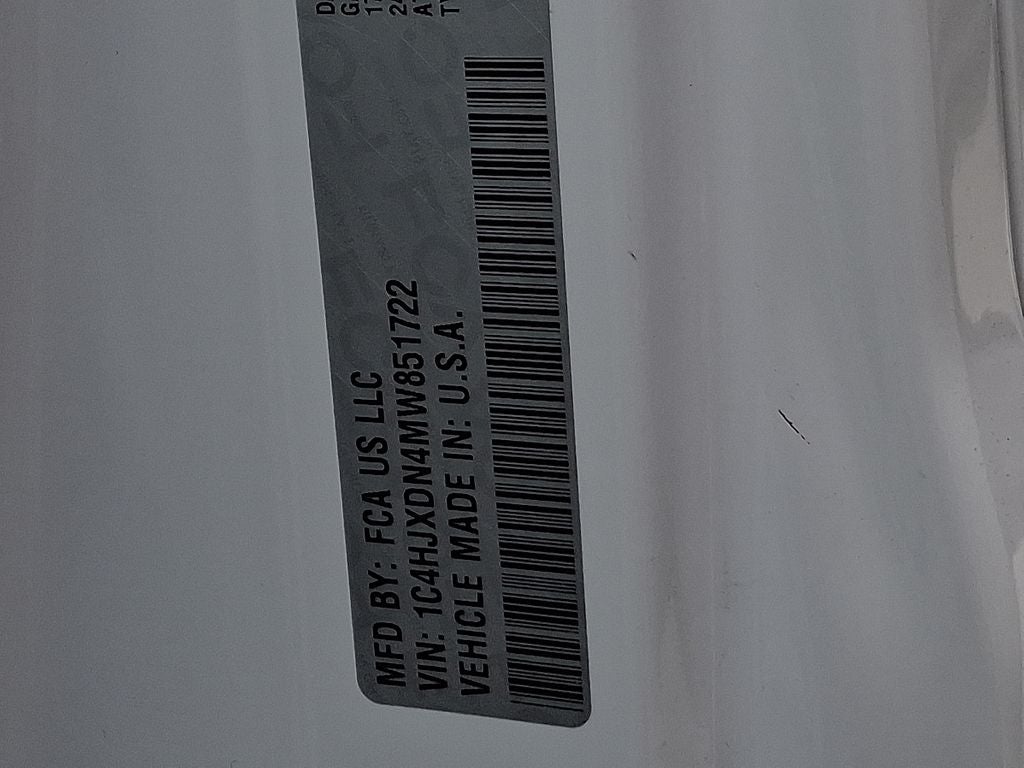 MFD BY: FCA US LLC
VIN: 1C4HJXDN4MW851722
VEHICLE MADE IN: U.S.A.